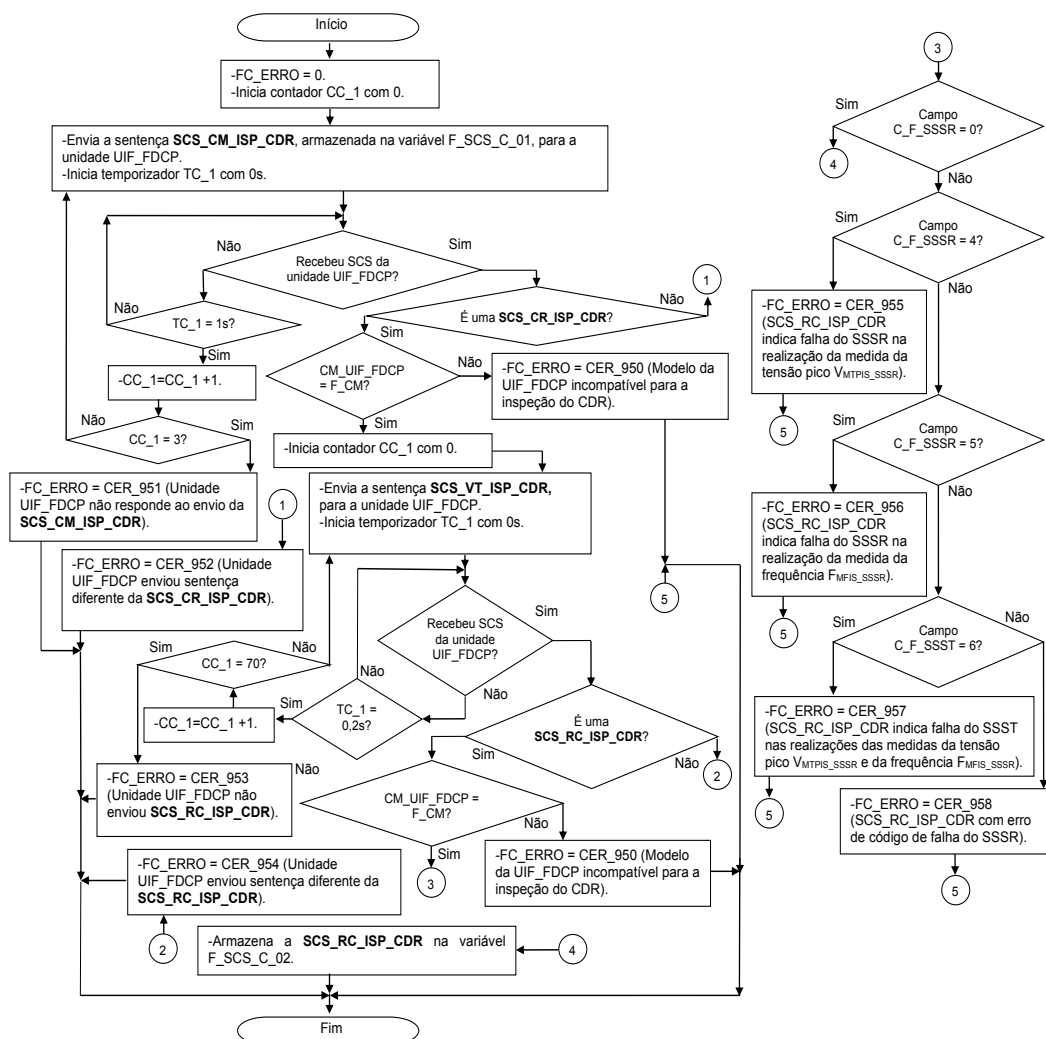 Início
-FC_ERRO = 0.
-Inicia contador CC_1 com 0.
-Envia a sentença SCS_CM_ISP_CDR, armazenada na variável F_SCS_C_01, para a
unidade UIF_FDCP.
-Inicia temporizador TC_1 com 0s.
Não
Sim
Recebeu SCS da
unidade UIF_FDCP?
Não
TC_1 = 1s?
Sim
-CC_1=CC_1 +1.
Não
Sim
CC_1 = 3?
-FC_ERRO = CER_951 (Unidade
UIF_FDCP não responde ao envio da
SCS_CM_ISP_CDR).
1
Não
É uma SCS_CR_ISP_CDR?
Sim
CM_UIF_FDCP
= F_CM?
Não
-FC_ERRO = CER_950 (Modelo da
UIF_FDCP incompatível para a
inspeção do CDR).
Sim
-Inicia contador CC_1 com 0.
-Envia a sentença SCS_VT_ISP_CDR,
para a unidade UIF_FDCP.
-Inicia temporizador TC_1 com 0s.
1
-FC_ERRO = CER_952 (Unidade
UIF_FDCP enviou sentença
diferente da SCS_CR_ISP_CDR).
5
Sim
Recebeu SCS
da unidade
UIF_FDCP?
Não
Não
Sim
Não
CC_1 = 70?
Sim
TC_1 =
0,2s?
-CC_1=CC_1 +1.
É uma
SCS_RC_ISP_CDR?
Sim
Não
2
Não
-FC_ERRO = CER_953
(Unidade UIF_FDCP não
enviou SCS_RC_ISP_CDR).
CM_UIF_FDCP =
F_CM?
Não
Sim
3
-FC_ERRO = CER_950 (Modelo
da UIF_FDCP incompatível para a
inspeção do CDR).
-FC_ERRO = CER_954 (Unidade
UIF_FDCP enviou sentença diferente da
SCS_RC_ISP_CDR).
2
-Armazena a SCS_RC_ISP_CDR na variável
F_SCS_C_02.
4
Fim
3
Sim
Campo
C_F_SSSR = 0?
4
Não
Sim
Campo
C_F_SSSR = 4?
Não
-FC_ERRO = CER_955
(SCS_RC_ISP_CDR
indica falha do SSSR na
realização da medida da
tensão pico VMTPIS_SSSR).
5
Sim
Campo
C_F_SSSR = 5?
Não
-FC_ERRO = CER_956
(SCS_RC_ISP_CDR
indica falha do SSSR na
realização da medida da
frequência FMFIS_SSSR).
5
Sim
Não
Campo
C_F_SSST = 6?
-FC_ERRO = CER_957
(SCS_RC_ISP_CDR indica falha do SSST
nas realizações das medidas da tensão
pico VMTPIS_SSSR e da frequência FMFIS_SSSR).
5
-FC_ERRO = CER_958
(SCS_RC_ISP_CDR com erro
de código de falha do SSSR).
5